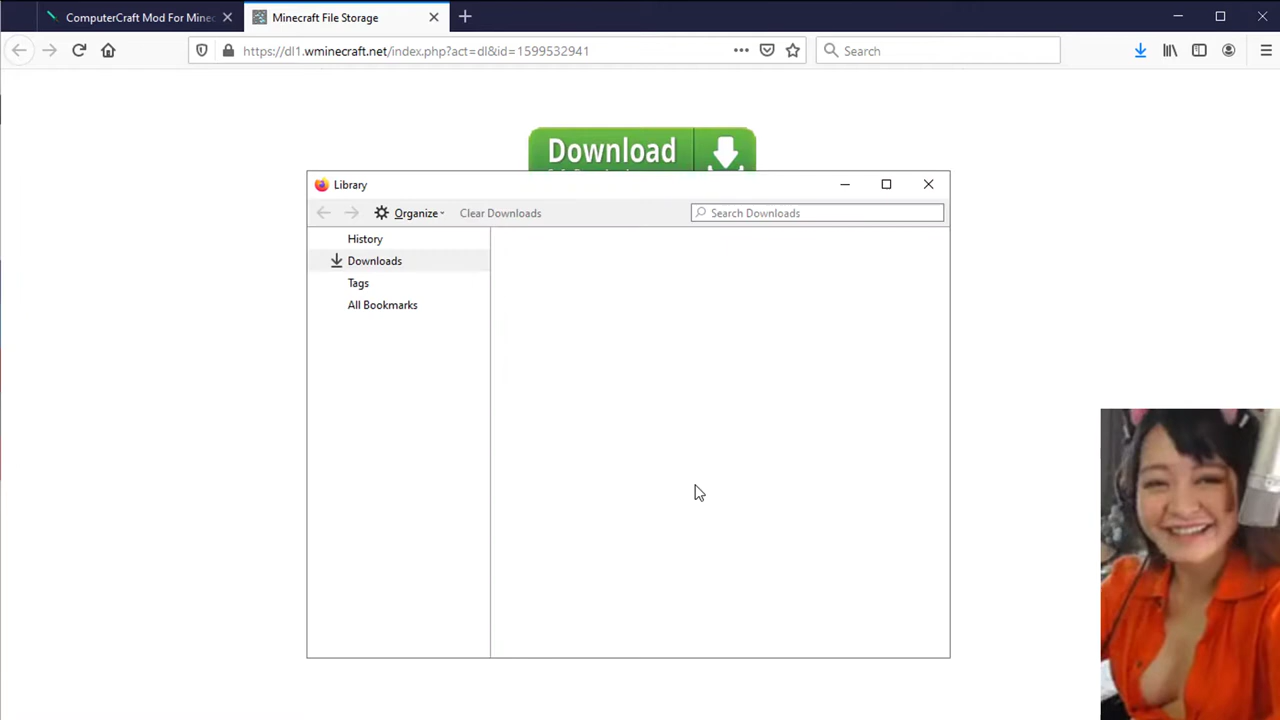 ComputerCraft Mod For Minec
Minecraft File Storage
https://dl1.wminecraft.net/index.php?act=dl&id=1599532941
Search
Download
Library
Organize
Clear Downloads
Search Downloads
History
Downloads
Tags
All Bookmarks